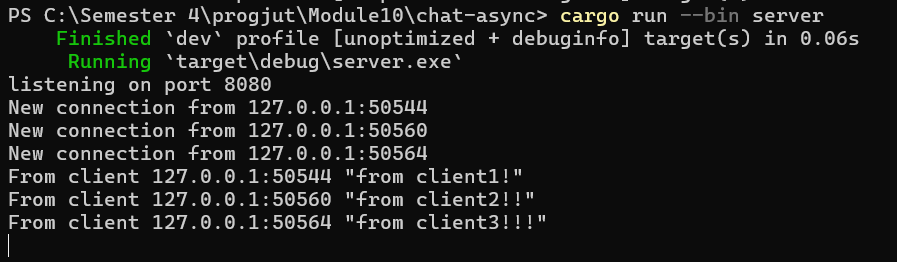 PS C:\Semester 4\progjut\Module10\chat-async> cargo run --bin server
    Finished `dev` profile [unoptimized + debuginfo] target(s) in 0.06s
     Running `target\debug\server.exe`
listening on port 8080
New connection from 127.0.0.1:50544
New connection from 127.0.0.1:50560
New connection from 127.0.0.1:50564
From client 127.0.0.1:50544 "from client1!"
From client 127.0.0.1:50560 "from client2!!"
From client 127.0.0.1:50564 "from client3!!!"